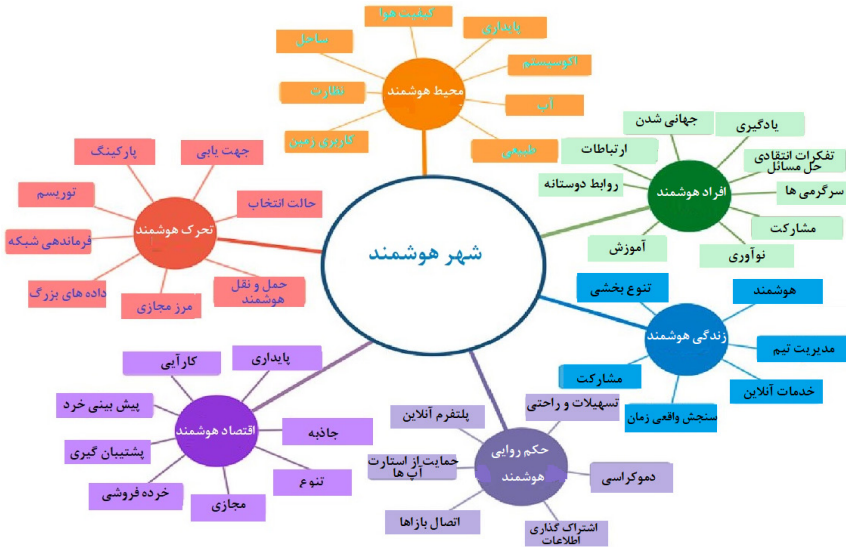 شهر هوشمند
محیط هوشمند
کیفیت هوا
پایداری
اکوسیستم
آب
طبیعی
ساحل
نظارت
کاربری زمین
افراد هوشمند
جهانی شدن
یادگیری
تفکرات انتقادی
حل مسائل
سرگرمی ها
مشارکت
نوآوری
ارتباطات
روابط دوستانه
آموزش
زندگی هوشمند
تنوع بخشی
هوشمند
مدیریت تیم
خدمات آنلاین
سنجش واقعی زمان
مشارکت
حکم روایی
هوشمند
تسهیلات و راحتی
دموکراسی
اشتراک گذاری
اطلاعات
پلتفرم آنلاین
حمایت از استارت
آپ ها
اتصال بازاها
اقتصاد هوشمند
کارآیی
پایداری
جاذبه
تنوع
مجازی
پیش بینی خرد
پشتیبان گیری
خرده فروشی
تحرک هوشمند
پارکینگ
جهت یابی
حالت انتخاب
حمل و نقل
هوشمند
مرز مجازی
توریسم
فرماندهی شبکه
داده های بزرگ